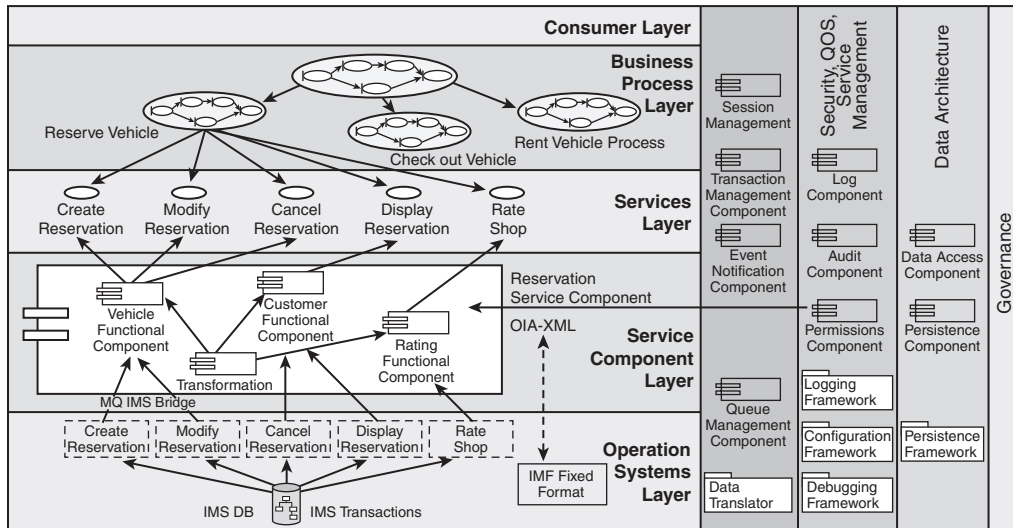 Consumer Layer
Business
Process
Layer
Reserve Vehicle
Check out Vehicle
Rent Vehicle Process
Create
Reservation
Modify
Reservation
Cancel
Reservation
Display
Reservation
Rate
Shop
Services
Layer
Vehicle
Functional
Component
Customer
Functional
Component
Rating
Functional
Component
Transformation
Reservation
Service Component
OIA-XML
Service
Component
Layer
MQ IMS Bridge
Create
Reservation
Modify
Reservation
Cancel
Reservation
Display
Reservation
Rate
Shop
IMS DB
IMS Transactions
IMF Fixed
Format
Operation
Systems
Layer
Session
Management
Transaction
Management
Component
Event
Notification
Component
Queue
Management
Component
Data
Translator
Security, QOS,
Service
Management
Log
Component
Audit
Component
Permissions
Component
Logging
Framework
Configuration
Framework
Debugging
Framework
Data Architecture
Data Access
Component
Persistence
Component
Persistence
Framework
Governance